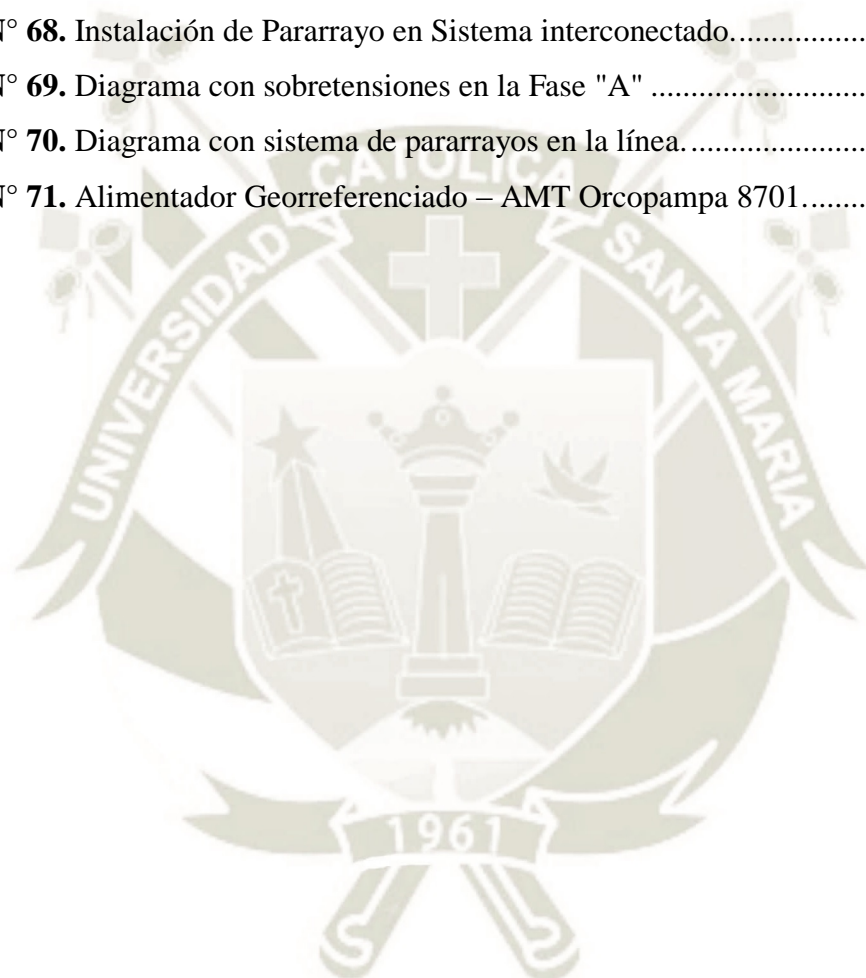 N° 68. Instalación de Pararrayo en Sistema interconectado.................
N° 69. Diagrama con sobretensiones en la Fase "A" ..........................
N° 70. Diagrama con sistema de pararrayos en la línea.......................
N° 71. Alimentador Georreferenciado – AMT Orcopampa 8701.........
CATOLICA
UNIVERSIDAD
SANTA MARIA
1961